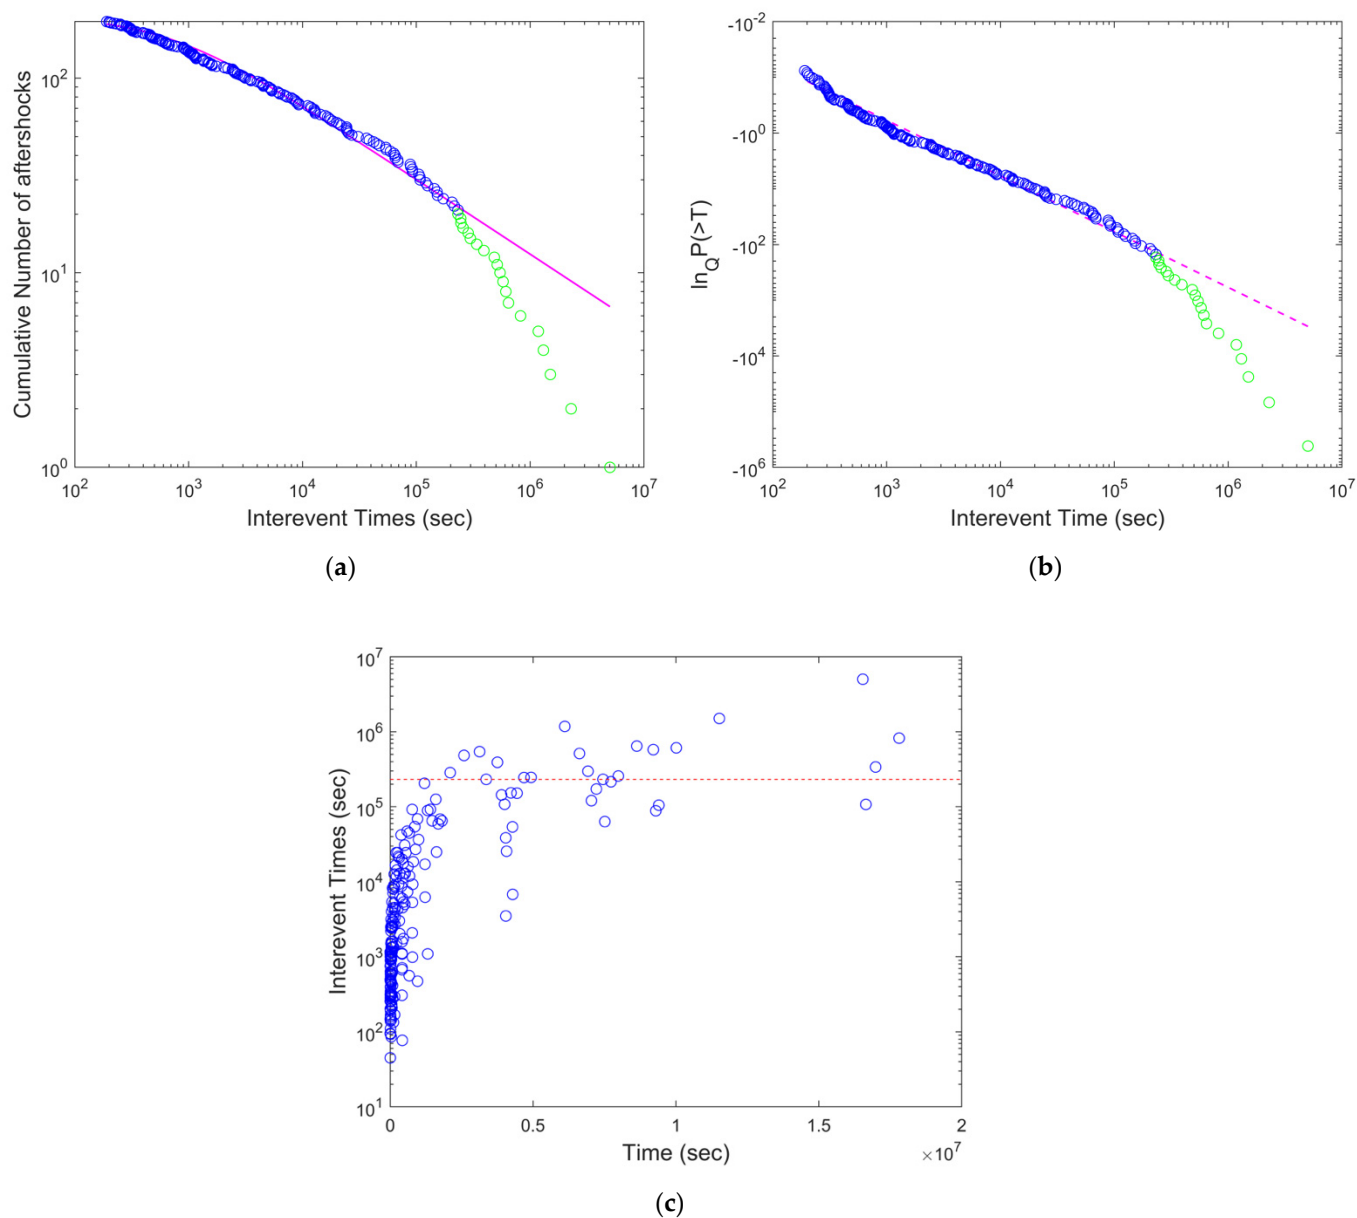 10²
10¹
10⁰
Cumulative Number of aftershocks
10² 10³ 10⁴ 10⁵ 10⁶ 10⁷
Interevent Times (sec)
(a)
-10⁻²
-10⁰
-10²
-10⁴
-10⁶
ln_Q P(>T)
10² 10³ 10⁴ 10⁵ 10⁶ 10⁷
Interevent Time (sec)
(b)
10⁷
10⁶
10⁵
10⁴
10³
10²
10¹
Interevent Times (sec)
0 0.5 1 1.5 2
Time (sec)
×10⁷
(c)